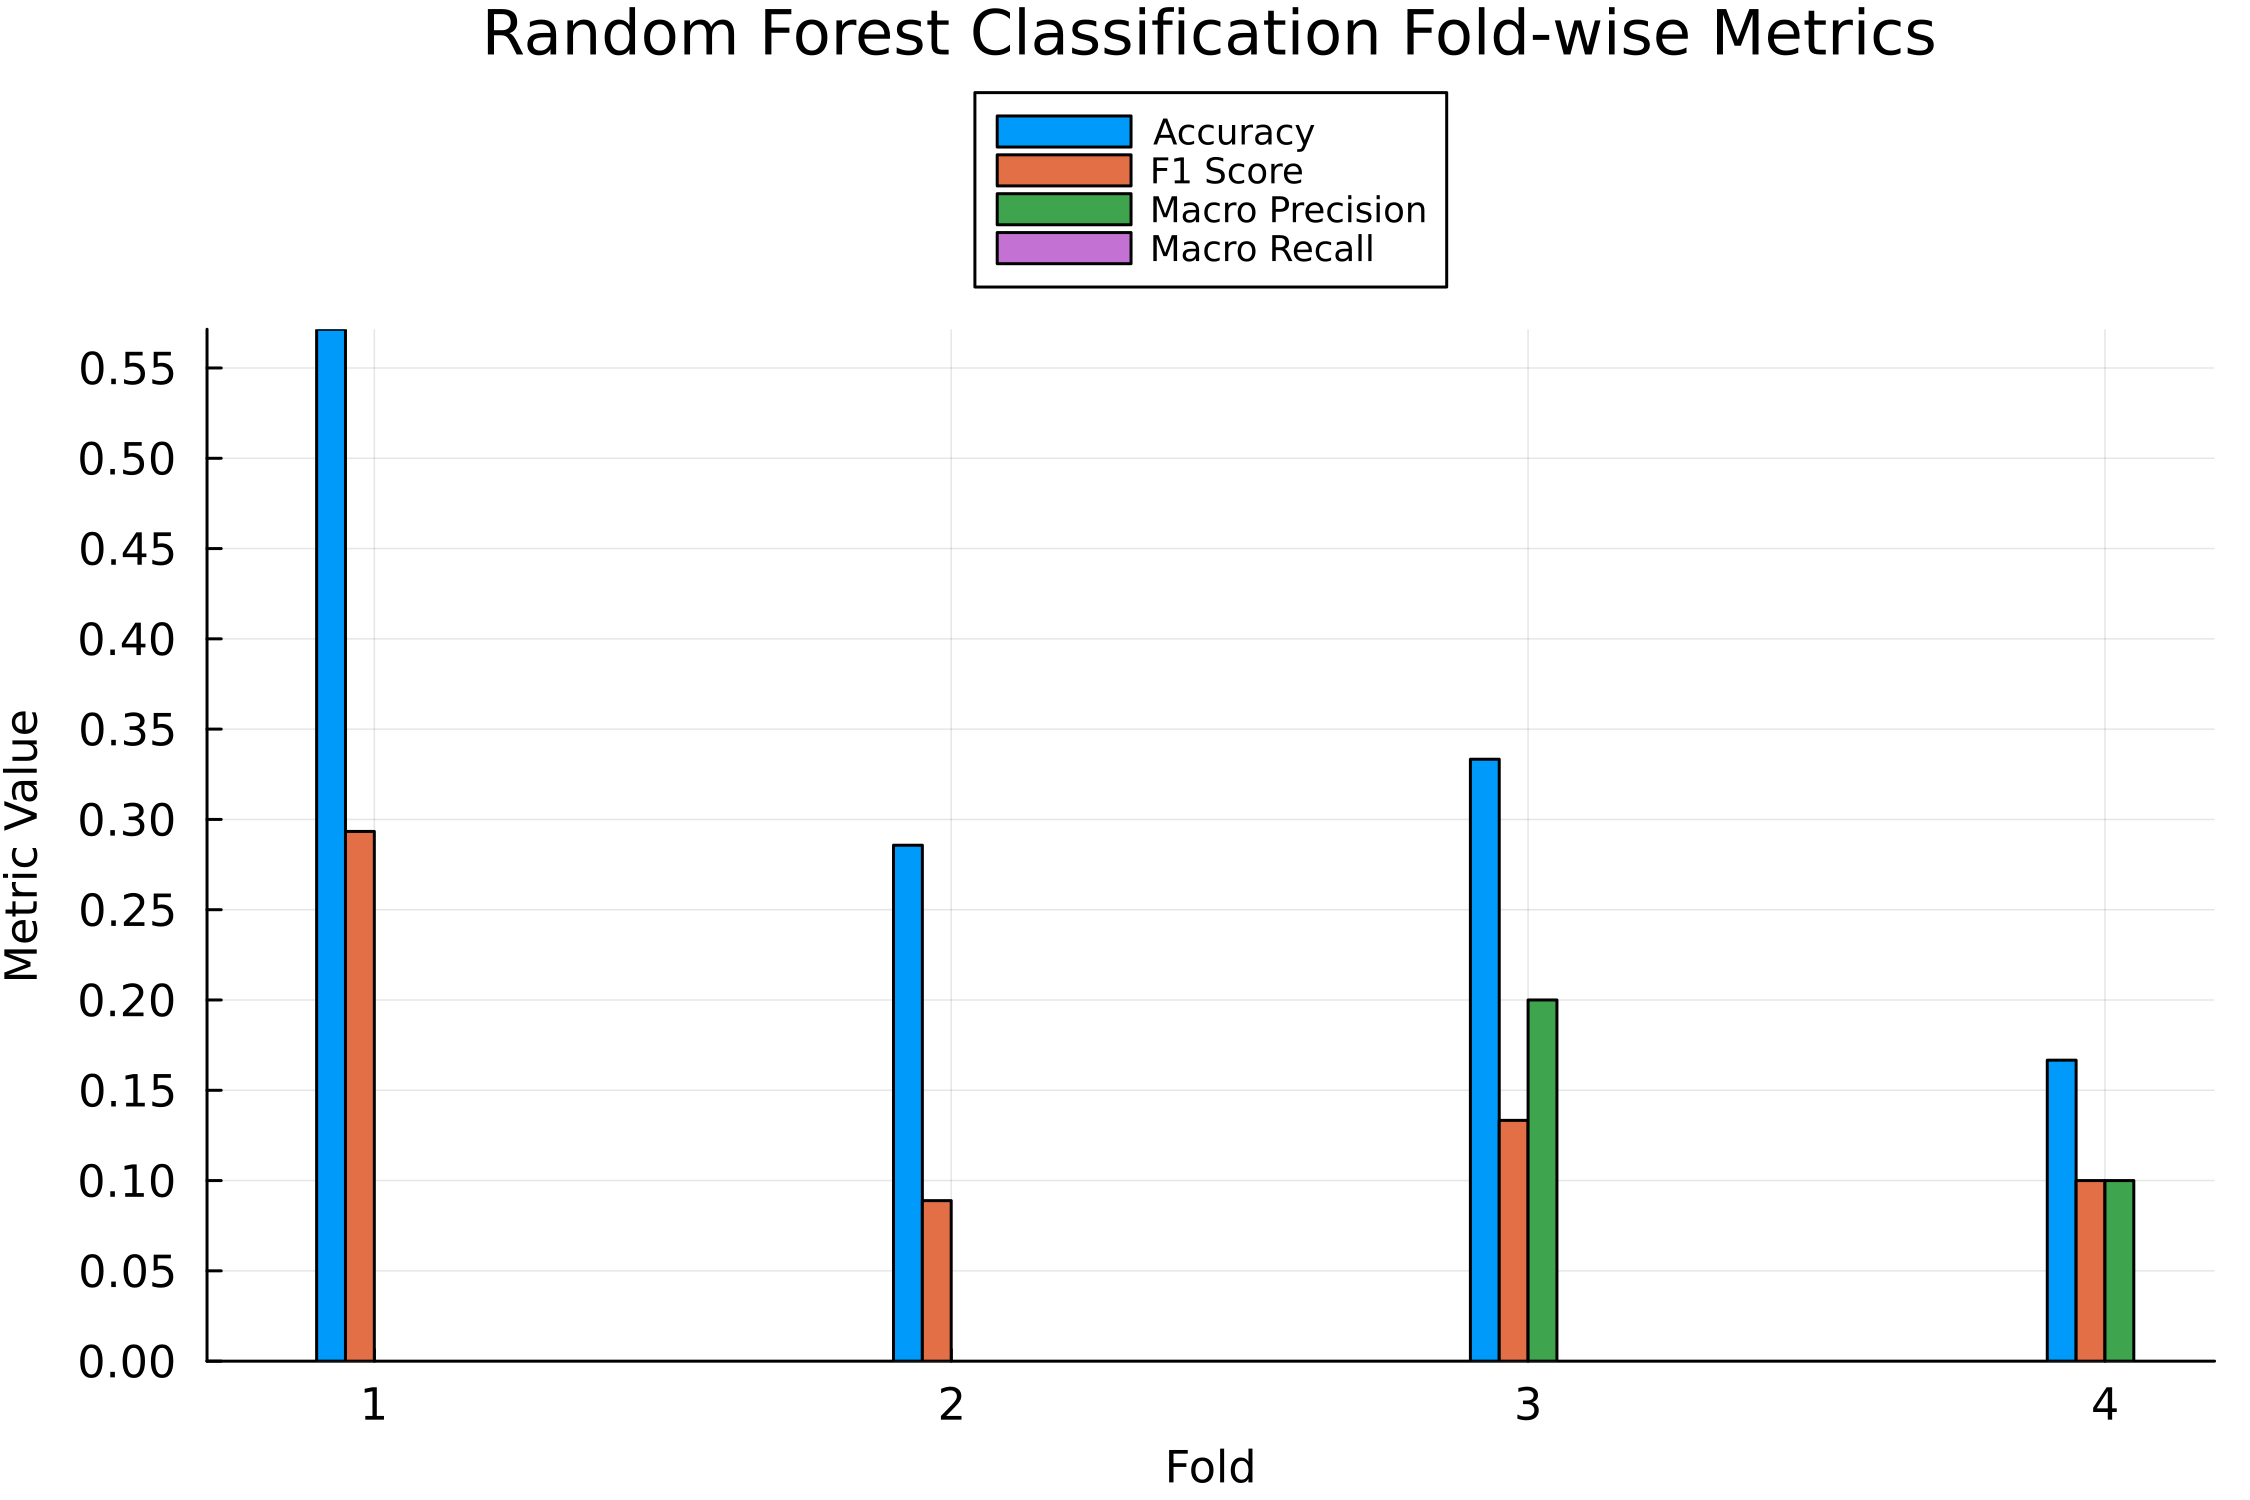 Random Forest Classification Fold-wise Metrics
Accuracy
F1 Score
Macro Precision
Macro Recall
0.55
0.50
0.45
0.40
0.35
0.30
0.25
0.20
0.15
0.10
0.05
0.00
Metric Value
1 2 3 4
Fold